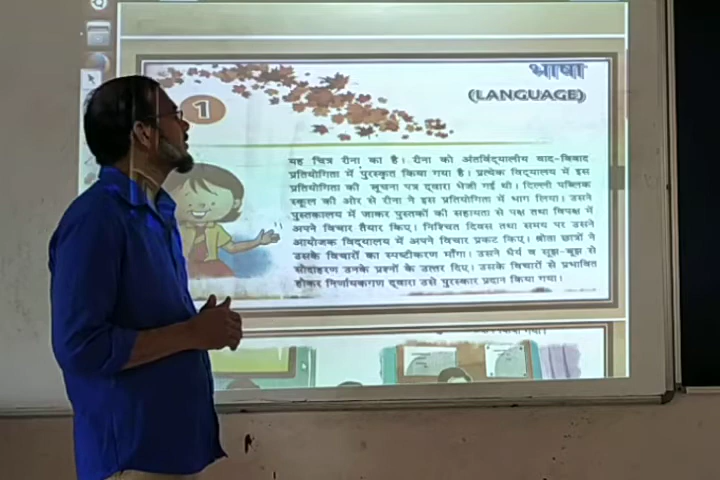 भाषा
(LANGUAGE)
1
यह चित्र रीना का है। रीना को अंतर्विद्यालीय वाद-विवाद
प्रतियोगिता में पुरस्कृत किया गया है। प्रत्येक विद्यालय में इस
प्रतियोगिता की सूचना पत्र द्वारा भेजी गई थी। दिल्ली पब्लिक
स्कूल की ओर से रीना ने इस प्रतियोगिता में भाग लिया। उसने
पुस्तकालय में जाकर पुस्तकों की सहायता से पक्ष तथा विपक्ष में
अपने विचार तैयार किए। निश्चित दिवस तथा समय पर उसने
आयोजक विद्यालय में अपने विचार प्रकट किए। श्रोता छात्रों ने
उसके विचारों का स्पष्टीकरण माँगा। उसने धैर्य व सूझ-बूझ से
सोदाहरण उनके प्रश्नों के उत्तर दिए। उसके विचारों से प्रभावित
होकर निर्णायकगण द्वारा उसे पुरस्कार प्रदान किया गया।